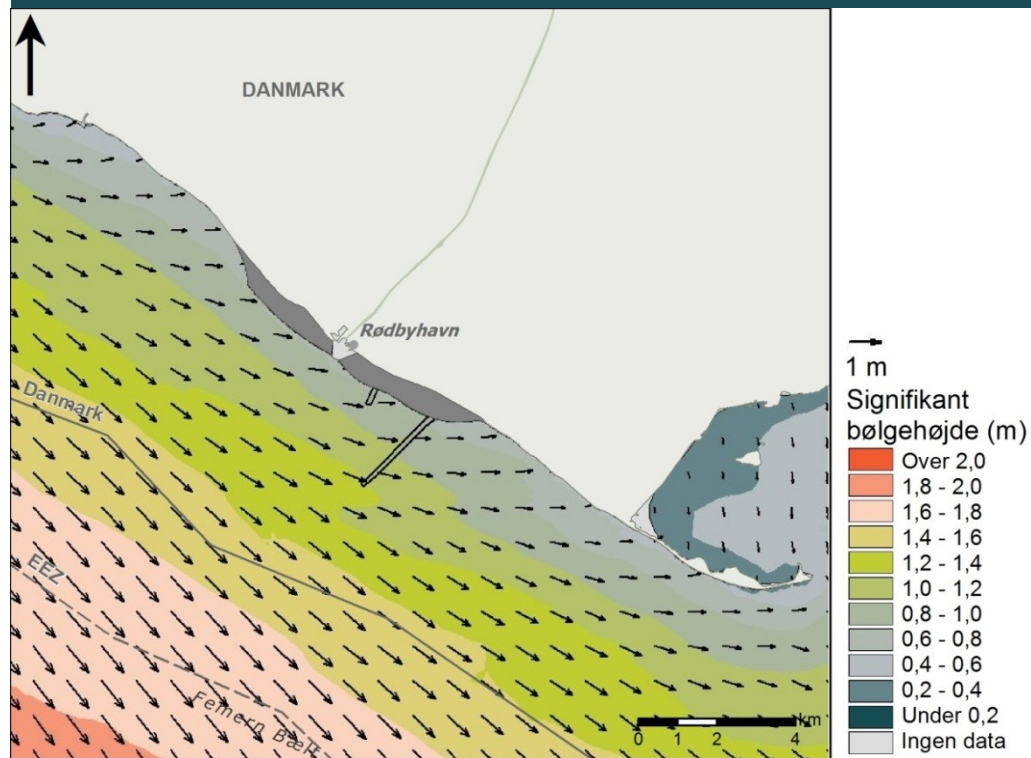 DANMARK
Rødbyhavn
Danmark
EEZ
Femern Bælt
km
0 1 2 4
1 m
Signifikant
bølgehøjde (m)
Over 2,0
1,8 - 2,0
1,6 - 1,8
1,4 - 1,6
1,2 - 1,4
1,0 - 1,2
0,8 - 1,0
0,6 - 0,8
0,4 - 0,6
0,2 - 0,4
Under 0,2
Ingen data